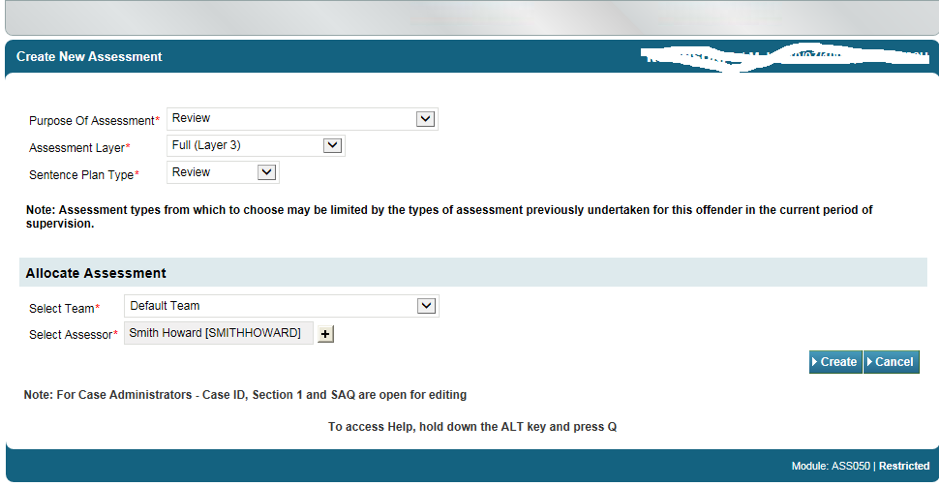 Create New Assessment
Purpose Of Assessment* Review
Assessment Layer* Full (Layer 3)
Sentence Plan Type* Review
Note: Assessment types from which to choose may be limited by the types of assessment previously undertaken for this offender in the current period of
supervision.
Allocate Assessment
Select Team* Default Team
Select Assessor* Smith Howard [SMITHHOWARD] +
Create Cancel
Note: For Case Administrators - Case ID, Section 1 and SAQ are open for editing
To access Help, hold down the ALT key and press Q
Module: ASS050 | Restricted